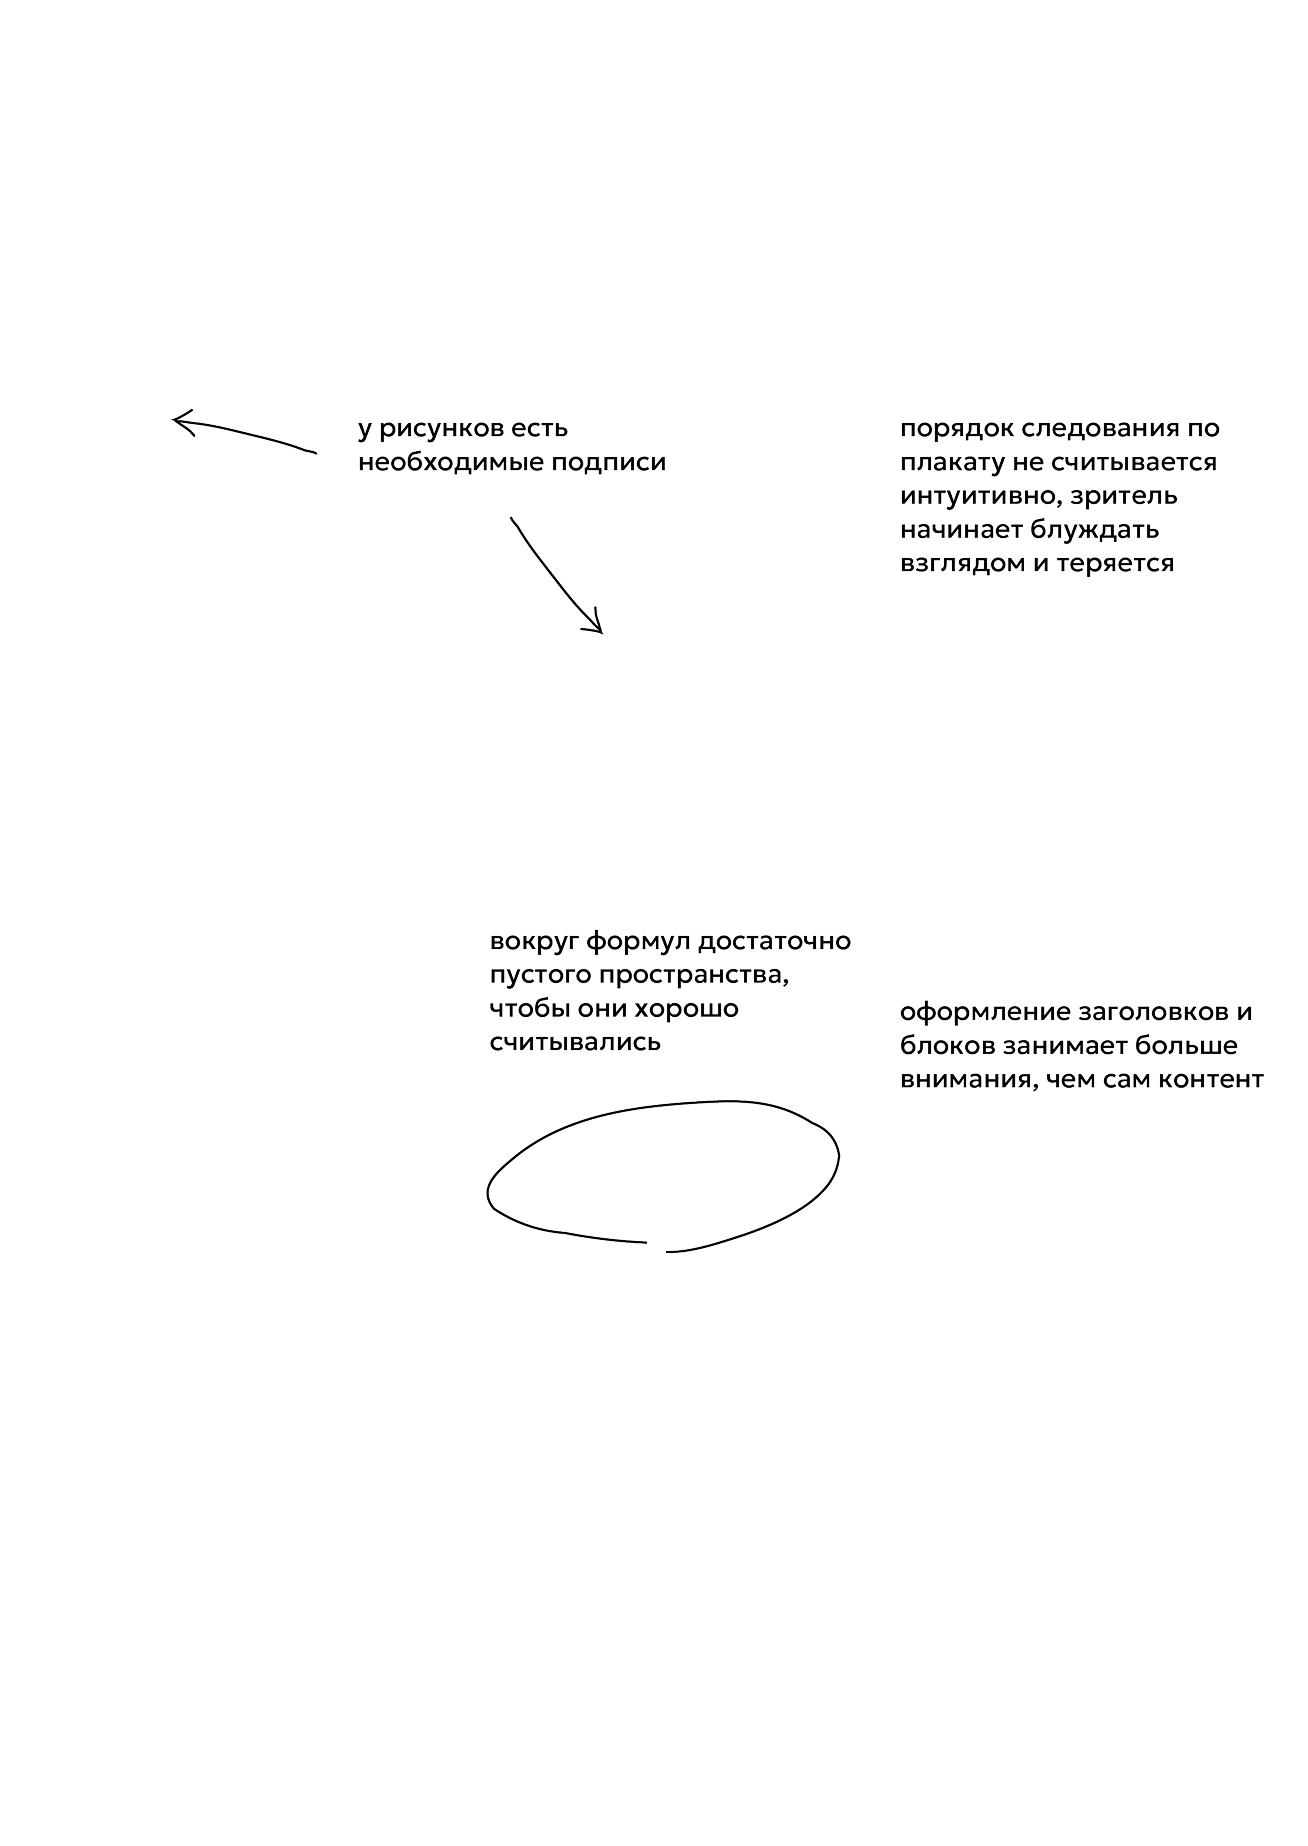 у рисунков есть
необходимые подписи
порядок следования по
плакату не считывается
интуитивно, зритель
начинает блуждать
взглядом и теряется
вокруг формул достаточно
пустого пространства,
чтобы они хорошо
считывались
оформление заголовков и
блоков занимает больше
внимания, чем сам контент